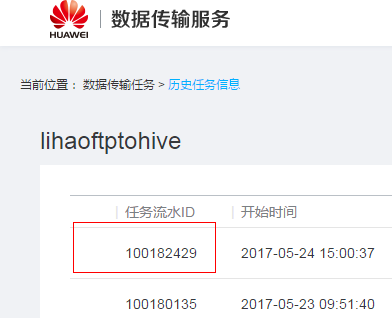 HUAWEI
数据传输服务
当前位置： 数据传输任务 > 历史任务信息
lihaoftptohive
任务流水ID 开始时间
100182429 2017-05-24 15:00:37
100180135 2017-05-23 09:51:40